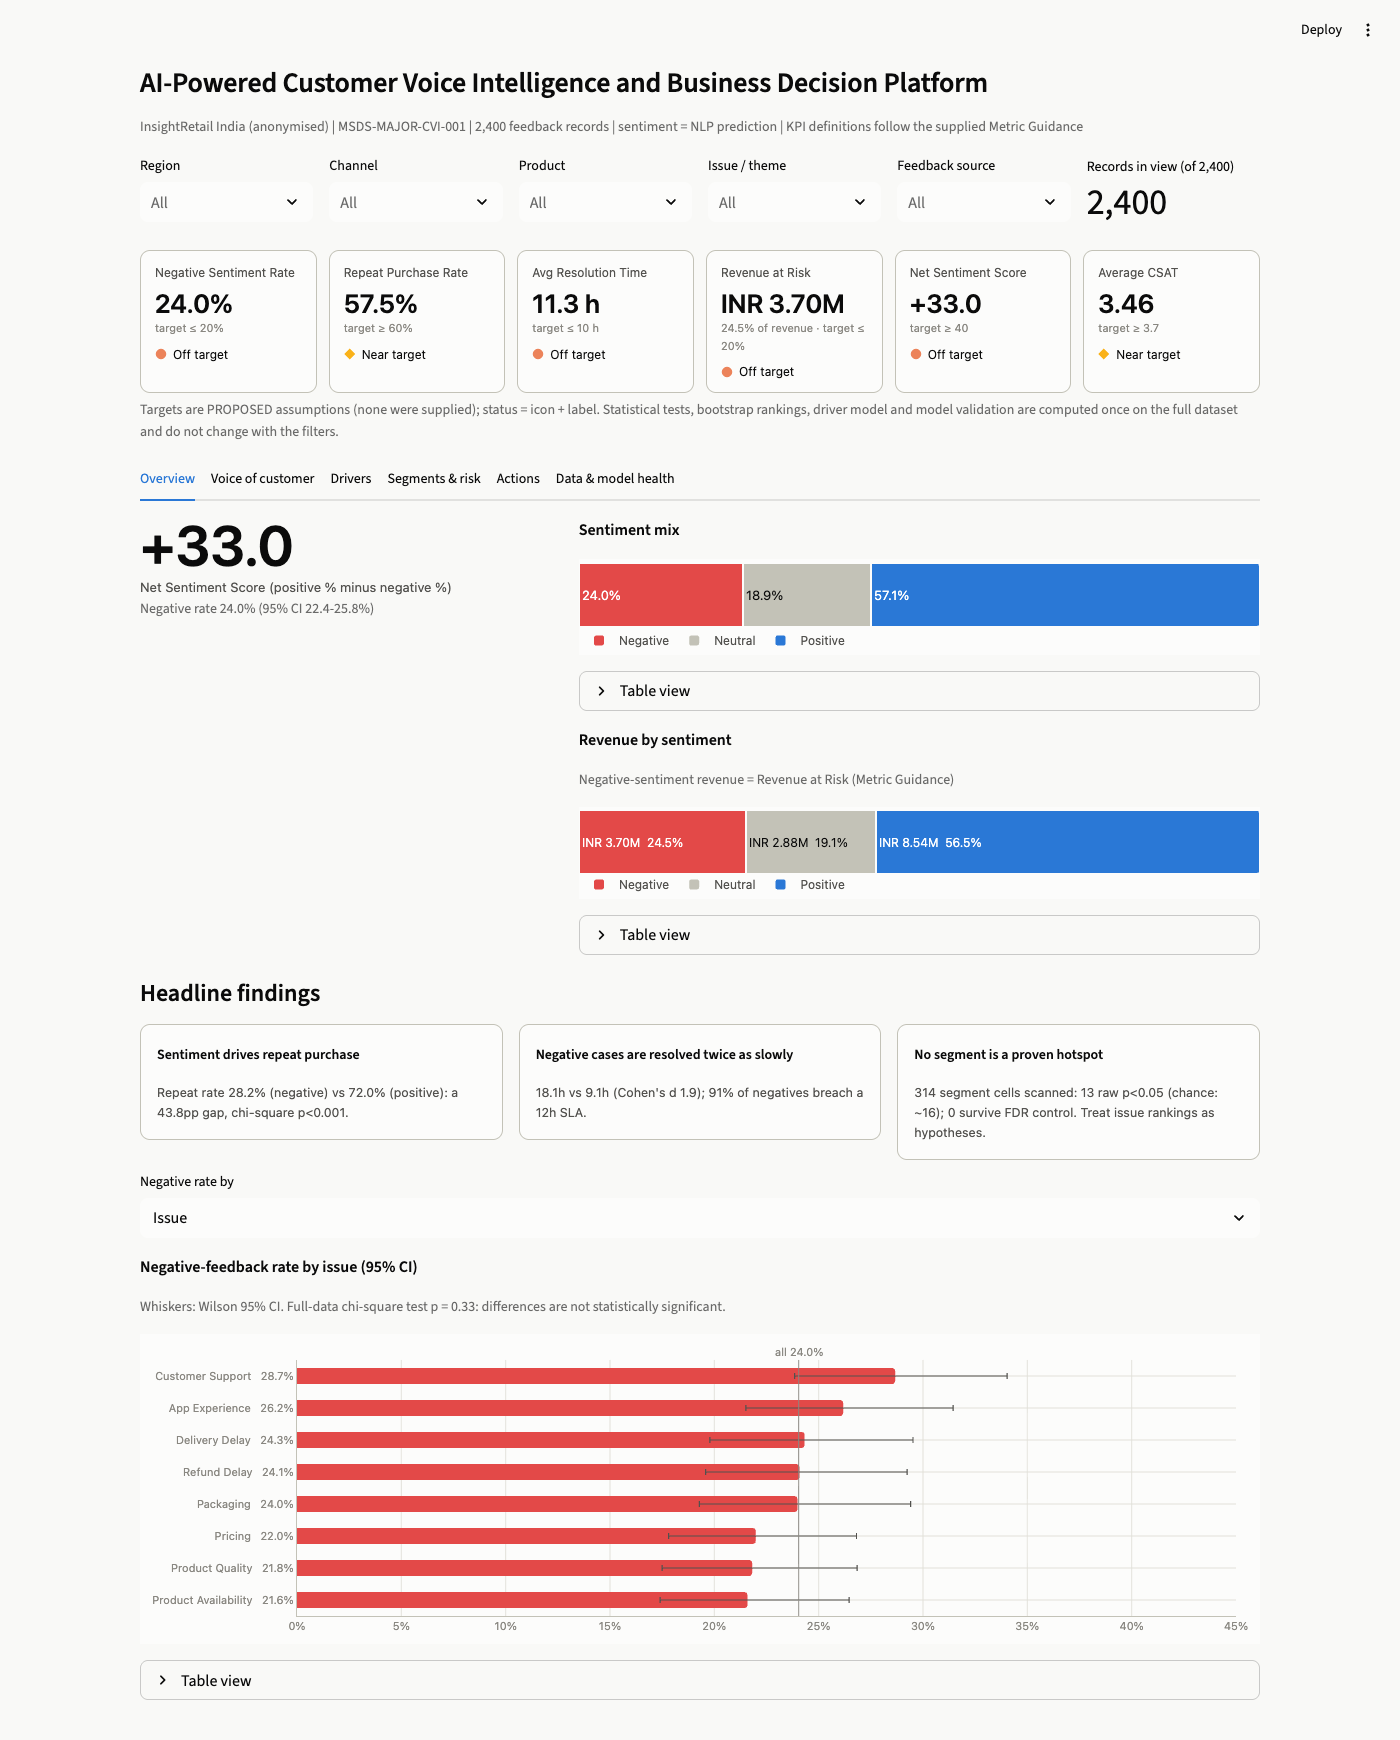 Deploy
AI-Powered Customer Voice Intelligence and Business Decision Platform
InsightRetail India (anonymised) | MSDS-MAJOR-CVI-001 | 2,400 feedback records | sentiment = NLP prediction | KPI definitions follow the supplied Metric Guidance
Region
All
Channel
All
Product
All
Issue / theme
All
Feedback source
All
Records in view (of 2,400)
2,400
Negative Sentiment Rate
24.0%
target ≤ 20%
Off target
Repeat Purchase Rate
57.5%
target ≥ 60%
Near target
Avg Resolution Time
11.3 h
target ≤ 10 h
Off target
Revenue at Risk
INR 3.70M
24.5% of revenue · target ≤
20%
Off target
Net Sentiment Score
+33.0
target ≥ 40
Off target
Average CSAT
3.46
target ≥ 3.7
Near target
Targets are PROPOSED assumptions (none were supplied); status = icon + label. Statistical tests, bootstrap rankings, driver model and model validation are computed once on the full dataset
and do not change with the filters.
Overview Voice of customer Drivers Segments & risk Actions Data & model health
+33.0
Net Sentiment Score (positive % minus negative %)
Negative rate 24.0% (95% CI 22.4-25.8%)
Sentiment mix
24.0% 18.9% 57.1%
Negative Neutral Positive
Table view
Revenue by sentiment
Negative-sentiment revenue = Revenue at Risk (Metric Guidance)
INR 3.70M 24.5% INR 2.88M 19.1% INR 8.54M 56.5%
Negative Neutral Positive
Table view
Headline findings
Sentiment drives repeat purchase
Repeat rate 28.2% (negative) vs 72.0% (positive): a
43.8pp gap, chi-square p<0.001.
Negative cases are resolved twice as slowly
18.1h vs 9.1h (Cohen's d 1.9); 91% of negatives breach a
12h SLA.
No segment is a proven hotspot
314 segment cells scanned: 13 raw p<0.05 (chance:
~16); 0 survive FDR control. Treat issue rankings as
hypotheses.
Negative rate by
Issue
Negative-feedback rate by issue (95% CI)
Whiskers: Wilson 95% CI. Full-data chi-square test p = 0.33: differences are not statistically significant.
all 24.0%
Customer Support 28.7%
App Experience 26.2%
Delivery Delay 24.3%
Refund Delay 24.1%
Packaging 24.0%
Pricing 22.0%
Product Quality 21.8%
Product Availability 21.6%
0% 5% 10% 15% 20% 25% 30% 35% 40% 45%
Table view